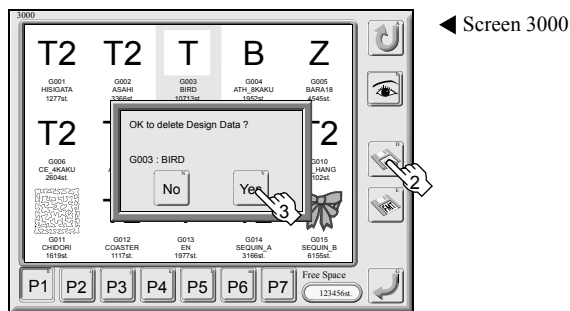 3000
◀ Screen 3000
T2 T2 T B Z
G001 G002 G003 G004 G005
HISIGATA ASAHI BIRD ATH_8KAKU BARA18
1277st. 3366st. 10713st. 1952st. 4545st.
OK to delete Design Data ?
G003 : BIRD
No
Yes
T2
G006
CE_4KAKU
2604st.
2
G010
_HANG
102st.
2
3
G011 G012 G013 G014 G015
CHIDORI COASTER EN SEQUIN_A SEQUIN_B
1619st. 1117st. 1977st. 3166st. 6155st.
P1 P2 P3 P4 P5 P6 P7
Free Space
123456st.